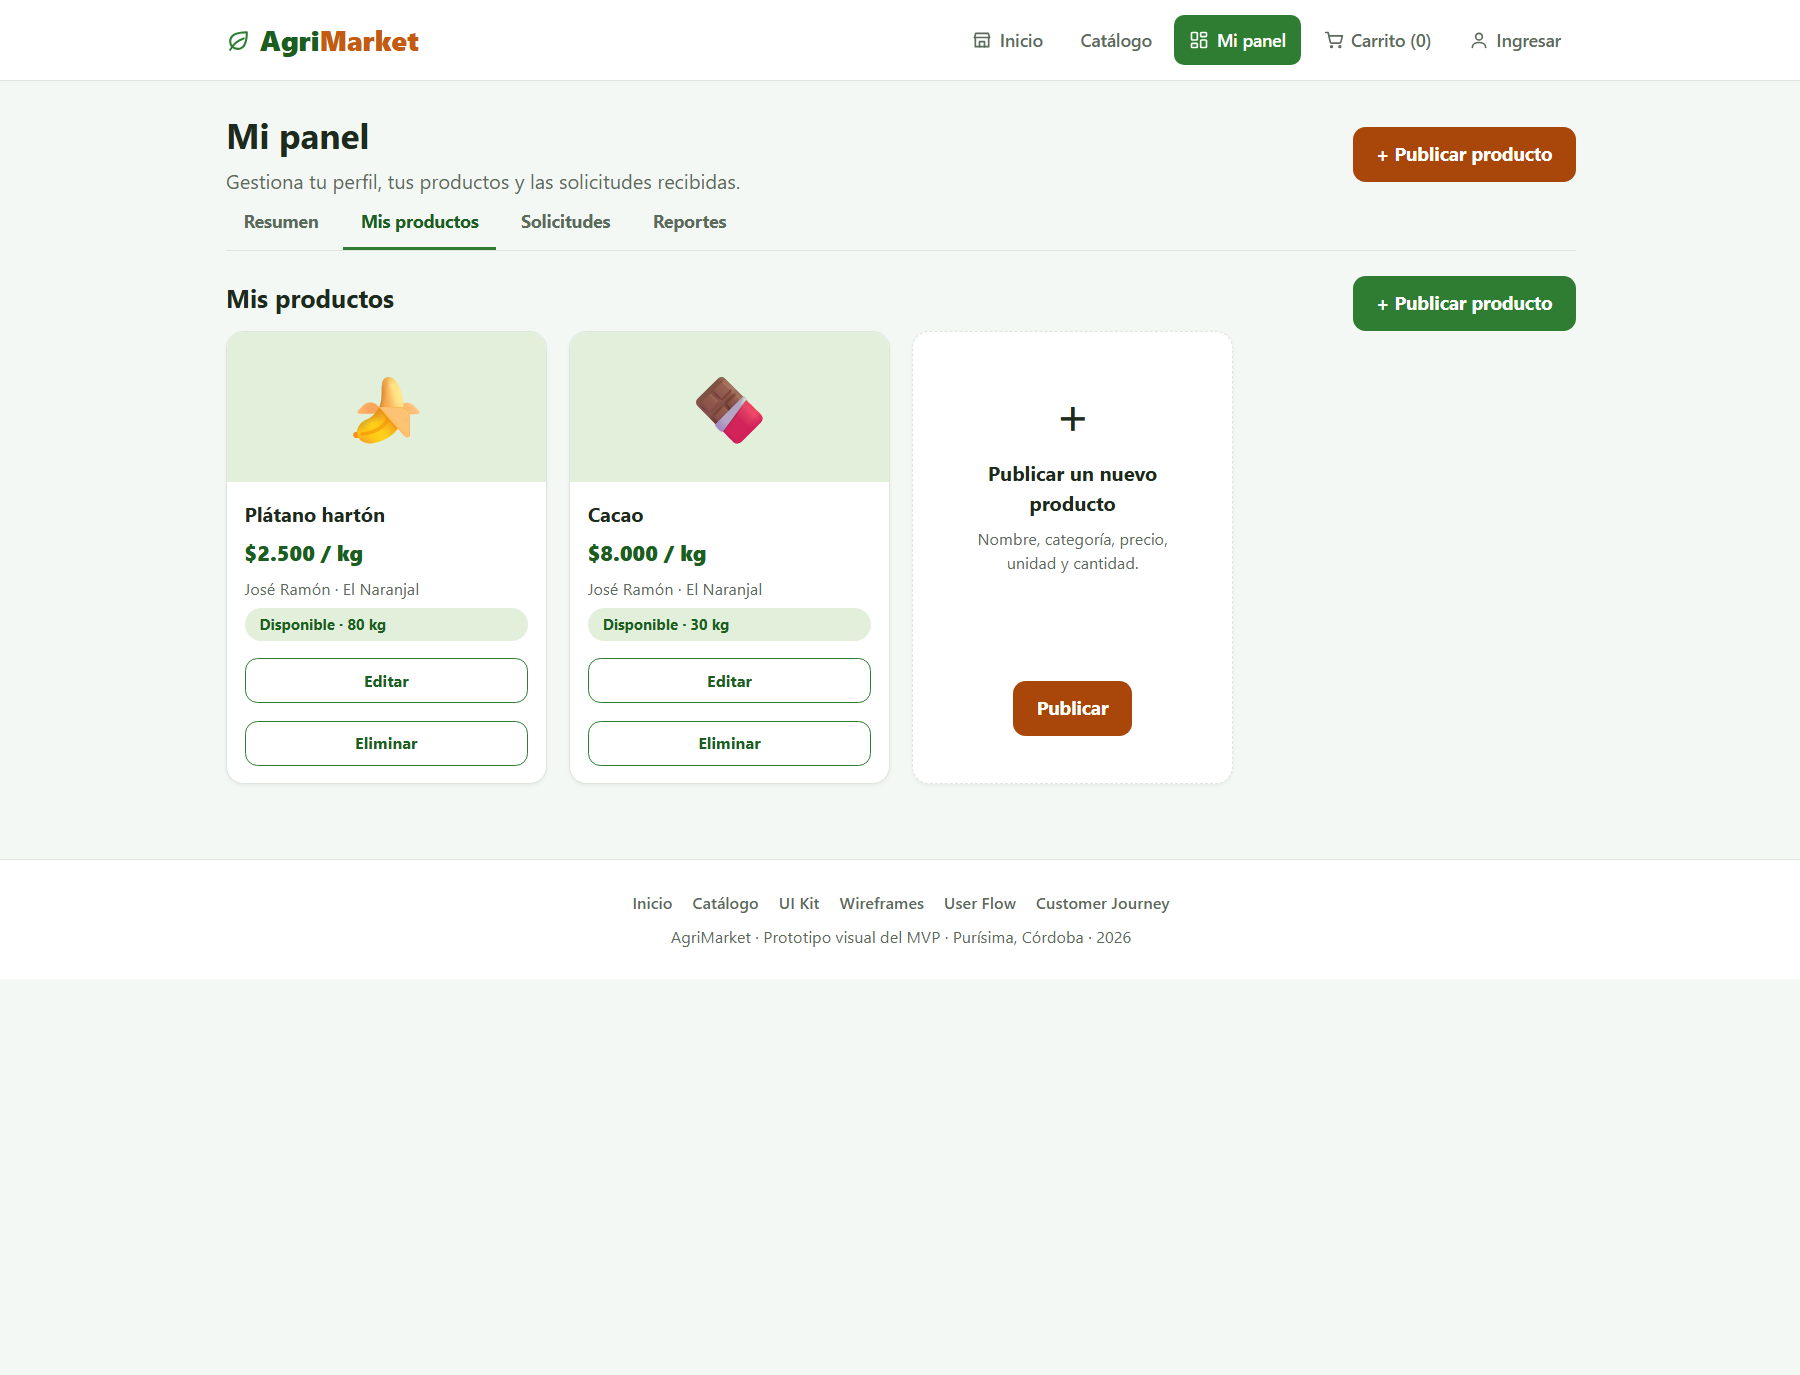 AgriMarket
Inicio
Catálogo
Mi panel
Carrito (0)
Ingresar
Mi panel
Gestiona tu perfil, tus productos y las solicitudes recibidas.
+ Publicar producto
Resumen
Mis productos
Solicitudes
Reportes
Mis productos
+ Publicar producto
Plátano hartón
$2.500 / kg
José Ramón · El Naranjal
Disponible · 80 kg
Editar
Eliminar
Cacao
$8.000 / kg
José Ramón · El Naranjal
Disponible · 30 kg
Editar
Eliminar
+
Publicar un nuevo
producto
Nombre, categoría, precio,
unidad y cantidad.
Publicar
Inicio
Catálogo
UI Kit
Wireframes
User Flow
Customer Journey
AgriMarket · Prototipo visual del MVP · Purísima, Córdoba · 2026